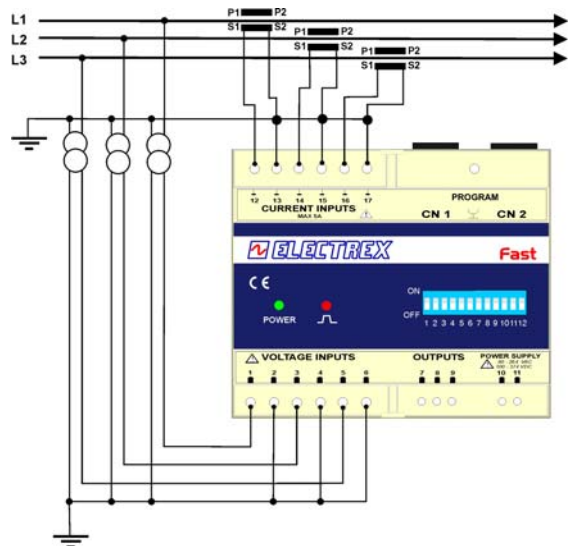 L1
P1 P2
L2
S1 S2 P1 P2
L3
S1 S2 P1 P2
S1 S2
12 13 14 15 16 17
CURRENT INPUTS
MAX 5A
PROGRAM
CN 1 CN 2
ELECTREX
Fast
CE
ON
OFF
POWER
1 2 3 4 5 6 7 8 9 10 11 12
VOLTAGE INPUTS
OUTPUTS
POWER SUPPLY
1 2 3 4 5 6 7 8 9 10 11